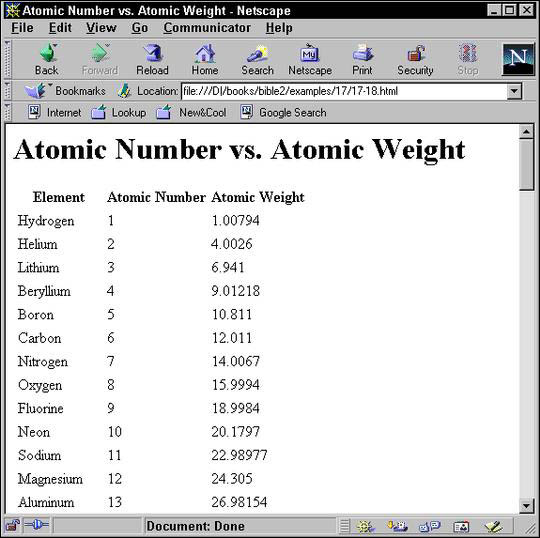 Atomic Number vs. Atomic Weight - Netscape
File Edit View Go Communicator Help
Back Forward Reload Home Search Netscape Print Security Stop
My
N
Bookmarks Location: file:///D|/books/bible2/examples/17/17-18.html
Internet Lookup New&Cool Google Search
Atomic Number vs. Atomic Weight
Element Atomic Number Atomic Weight
Hydrogen 1 1.00794
Helium 2 4.0026
Lithium 3 6.941
Beryllium 4 9.01218
Boron 5 10.811
Carbon 6 12.011
Nitrogen 7 14.0067
Oxygen 8 15.9994
Fluorine 9 18.9984
Neon 10 20.1797
Sodium 11 22.98977
Magnesium 12 24.305
Aluminum 13 26.98154
Document: Done